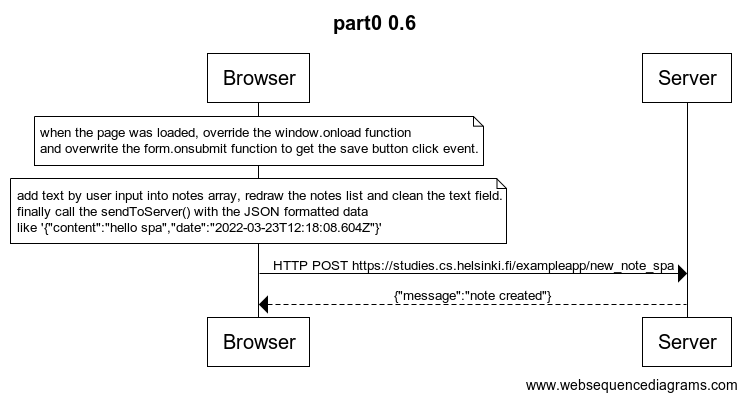 part0 0.6
Browser
Server
when the page was loaded, override the window.onload function
and overwrite the form.onsubmit function to get the save button click event.
add text by user input into notes array, redraw the notes list and clean the text field.
finally call the sendToServer() with the JSON formatted data
like '{"content":"hello spa","date":"2022-03-23T12:18:08.604Z"}'
HTTP POST https://studies.cs.helsinki.fi/exampleapp/new_note_spa
{"message":"note created"}
Browser
Server
www.websequencediagrams.com